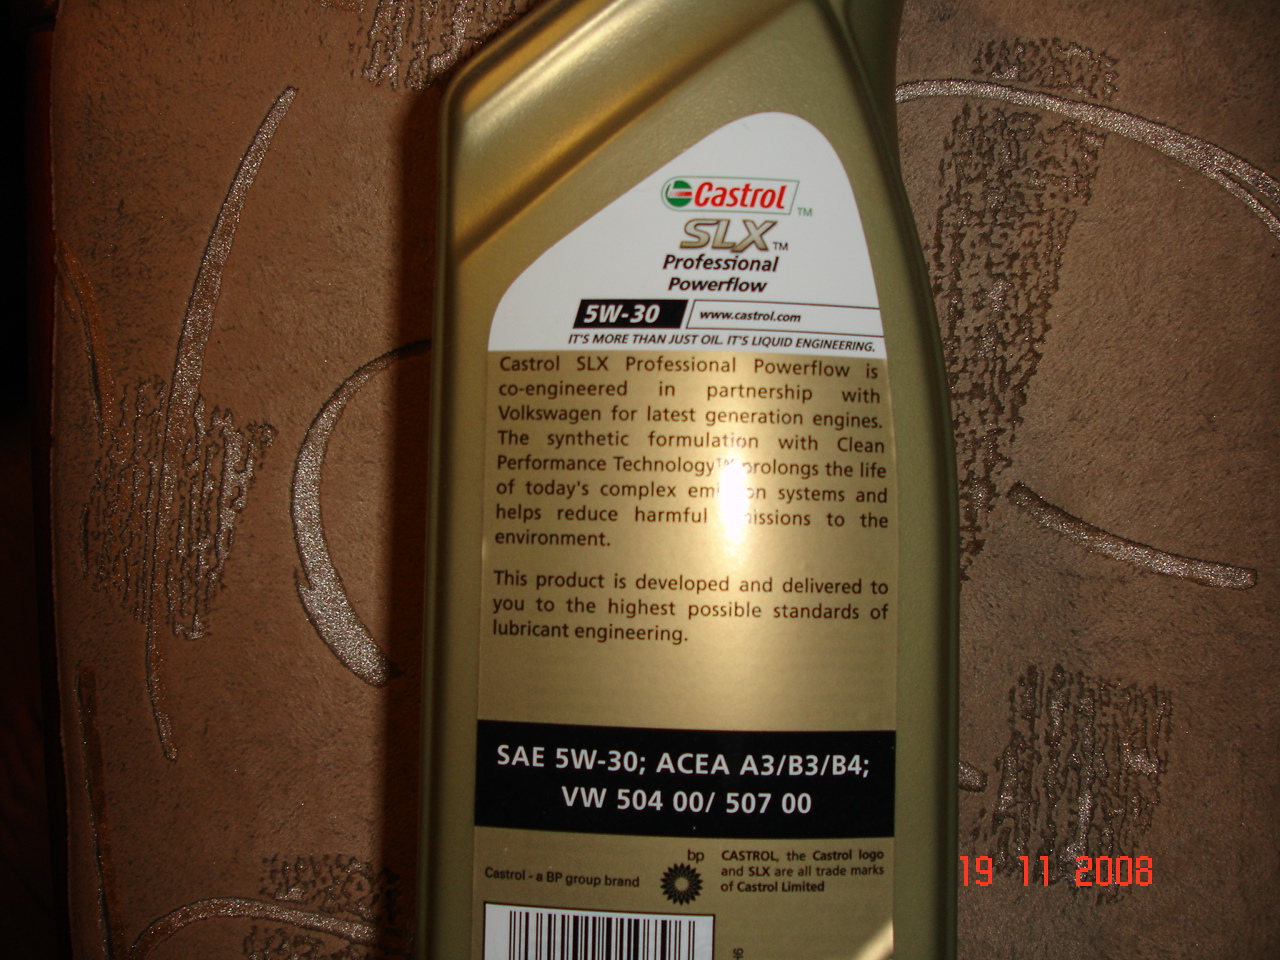 Castrol™
SLX™
Professional
Powerflow
5W-30 www.castrol.com
IT'S MORE THAN JUST OIL. IT'S LIQUID ENGINEERING.
Castrol SLX Professional Powerflow is
co-engineered in partnership with
Volkswagen for latest generation engines.
The synthetic formulation with Clean
Performance Technology™ prolongs the life
of today's complex systems and
helps reduce harmful to the
environment.
This product is developed and delivered to
you to the highest possible standards of
lubricant engineering.
SAE 5W-30; ACEA A3/B3/B4;
VW 504 00/ 507 00
Castrol - a BP group brand
bp
CASTROL, the Castrol logo
and SLX are all trade marks
of Castrol Limited
19 11 2008